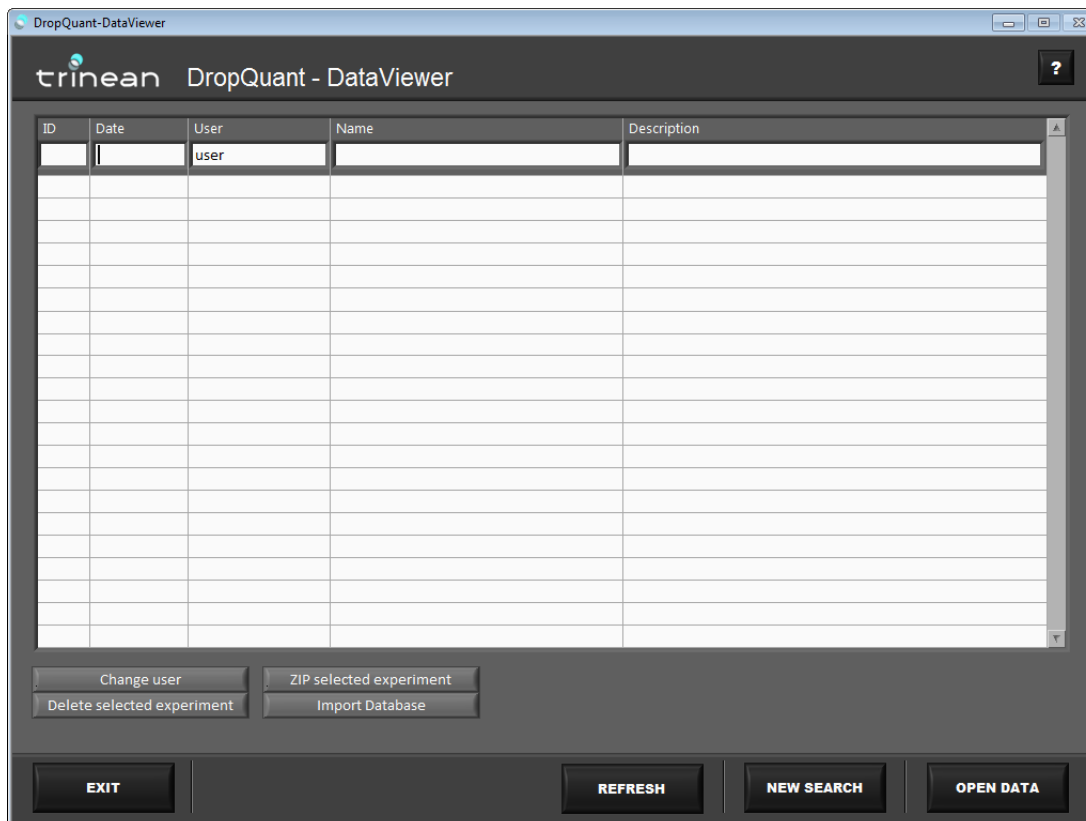 DropQuant-DataViewer
trinean DropQuant - DataViewer ?
ID Date User Name Description
user
Change user ZIP selected experiment
Delete selected experiment Import Database
EXIT REFRESH NEW SEARCH OPEN DATA